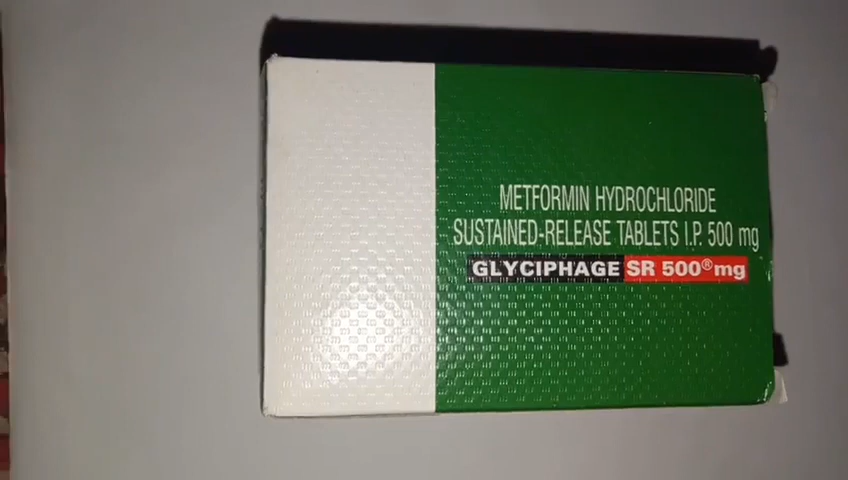 METFORMIN HYDROCHLORIDE
SUSTAINED-RELEASE TABLETS I.P. 500 mg
GLYCIPHAGE SR 500® mg